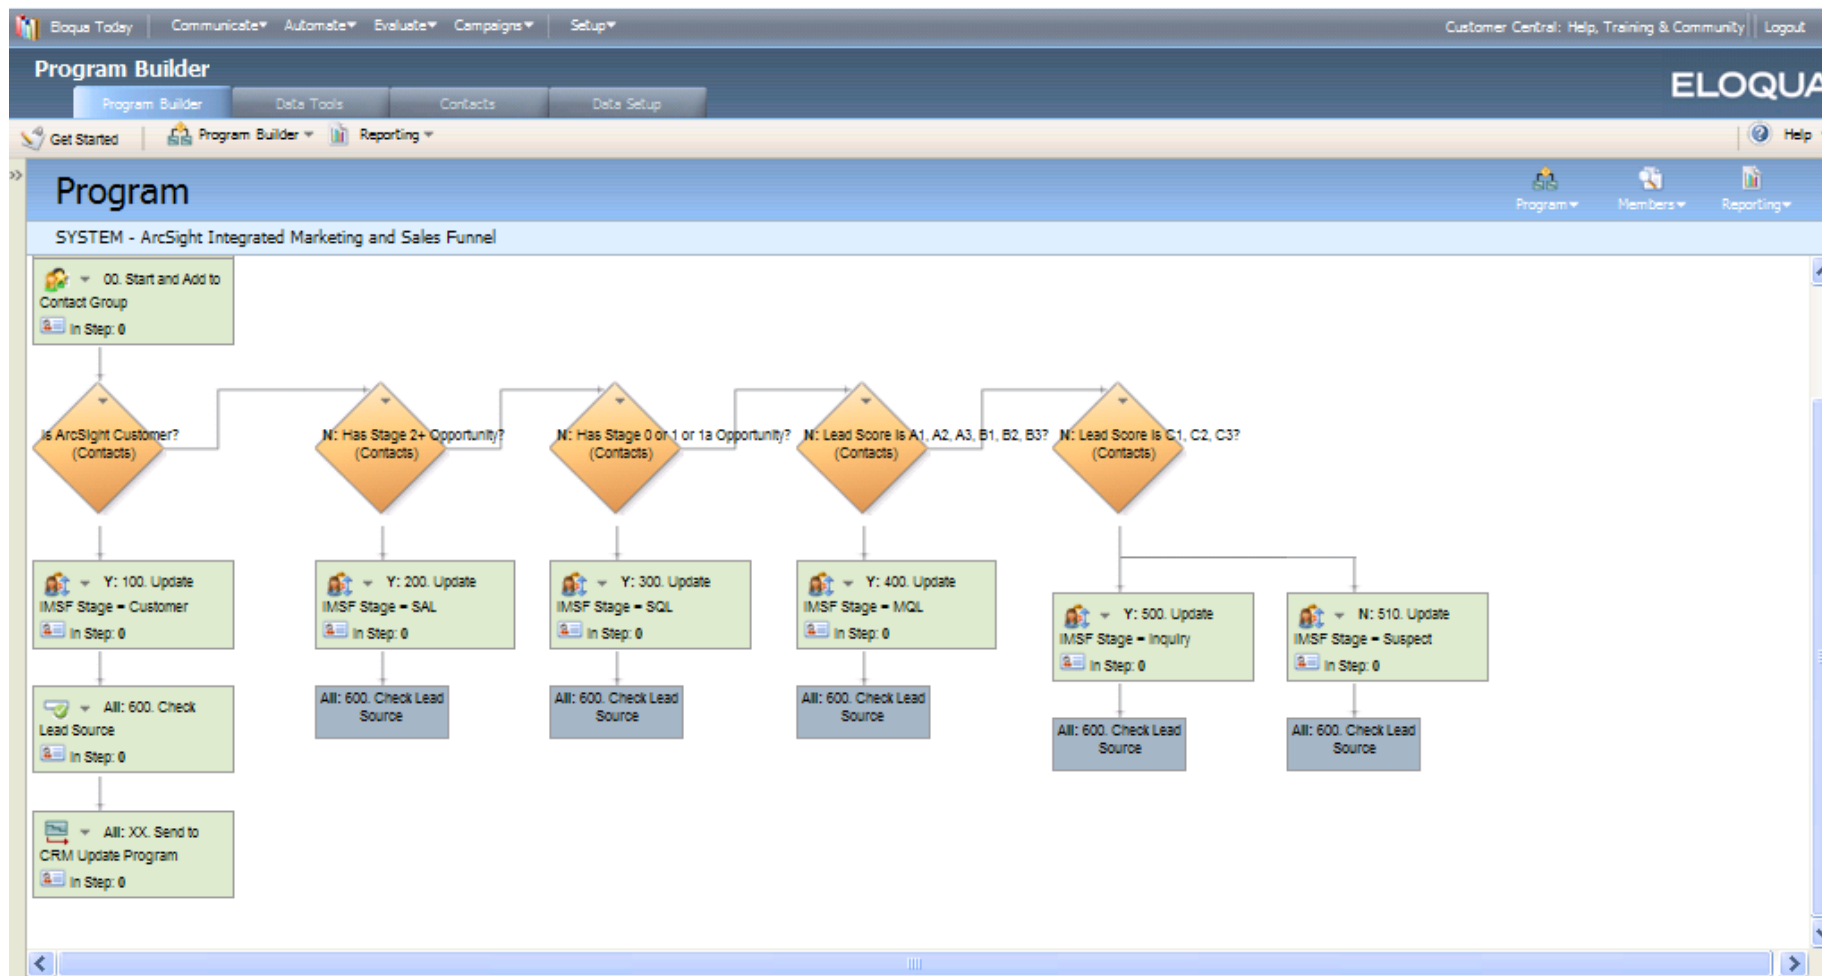 Eloqua Today Communicate Automate Evaluate Campaigns Setup Customer Central: Help, Training & Community Logout
Program Builder
ELOQUA
Program Builder Data Tools Contacts Data Setup
Get Started Program Builder Reporting Help
Program
Program Members Reporting
SYSTEM - ArcSight Integrated Marketing and Sales Funnel
00. Start and Add to
Contact Group
In Step: 0
Is ArcSight Customer?
(Contacts)
N: Has Stage 2+ Opportunity?
(Contacts)
N: Has Stage 0 or 1 or 1a Opportunity?
(Contacts)
N: Lead Score is A1, A2, A3, B1, B2, B3?
(Contacts)
N: Lead Score is C1, C2, C3?
(Contacts)
Y: 100. Update
IMSF Stage = Customer
In Step: 0
Y: 200. Update
IMSF Stage = SAL
In Step: 0
Y: 300. Update
IMSF Stage = SQL
In Step: 0
Y: 400. Update
IMSF Stage = MQL
In Step: 0
Y: 500. Update
IMSF Stage = Inquiry
In Step: 0
N: 510. Update
IMSF Stage = Suspect
In Step: 0
All: 600. Check
Lead Source
In Step: 0
All: 600. Check Lead
Source
All: 600. Check Lead
Source
All: 600. Check Lead
Source
All: 600. Check Lead
Source
All: 600. Check Lead
Source
All: XX. Send to
CRM Update Program
In Step: 0